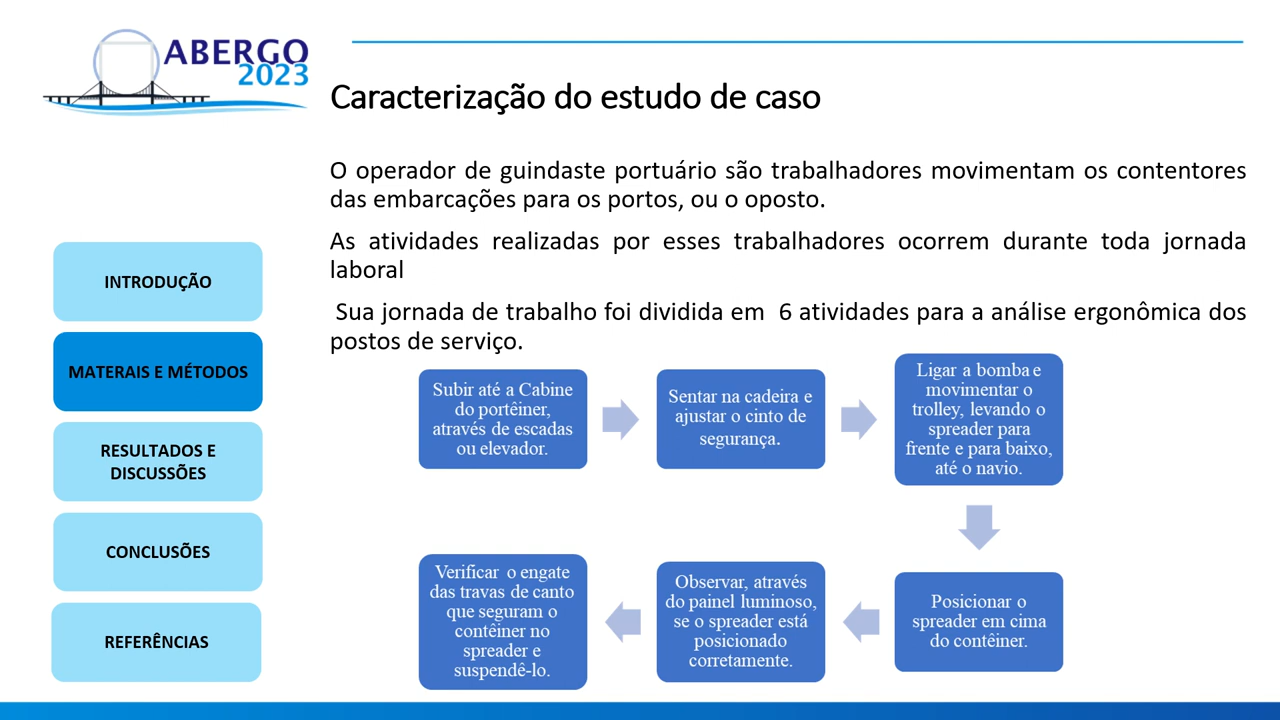 ABERGO
2023
Caracterização do estudo de caso
O operador de guindaste portuário são trabalhadores movimentam os contentores
das embarcações para os portos, ou o oposto.
As atividades realizadas por esses trabalhadores ocorrem durante toda jornada
laboral
Sua jornada de trabalho foi dividida em 6 atividades para a análise ergonômica dos
postos de serviço.
INTRODUÇÃO
MATERAIS E MÉTODOS
RESULTADOS E
DISCUSSÕES
CONCLUSÕES
REFERÊNCIAS
Subir até a Cabine
do portêiner,
através de escadas
ou elevador.
Sentar na cadeira e
ajustar o cinto de
segurança.
Ligar a bomba e
movimentar o
trolley, levando o
spreader para
frente e para baixo,
até o navio.
Posicionar o
spreader em cima
do contêiner.
Observar, através
do painel luminoso,
se o spreader está
posicionado
corretamente.
Verificar o engate
das travas de canto
que seguram o
contêiner no
spreader e
suspendê-lo.